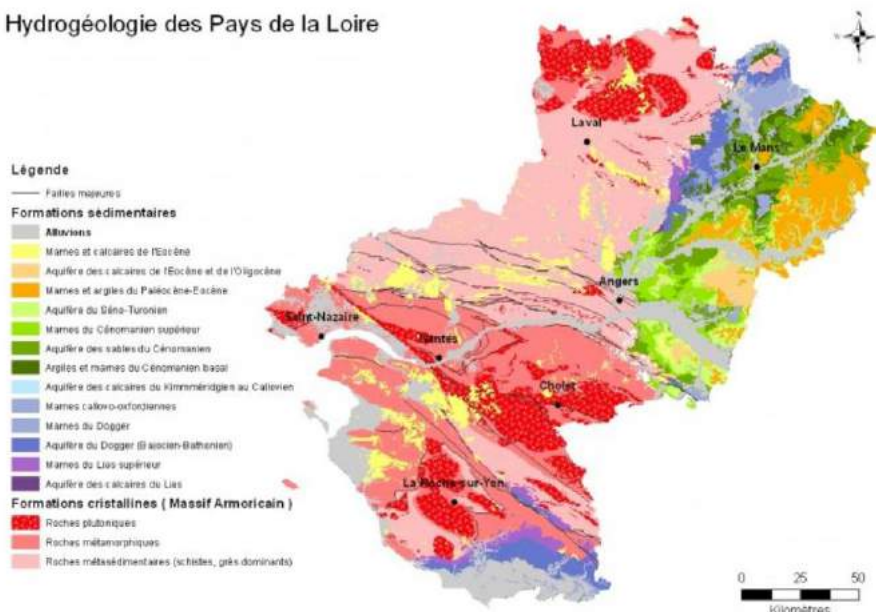 Hydrogéologie des Pays de la Loire
Légende
Failles majeures
Formations sédimentaires
Alluvions
Marnes et calcaires de l'Eocène
Aquifère des calcaires de l'Eocène et de l'Oligocène
Marnes et argiles du Paléocène-Eocène
Aquifère du Séno-Turonien
Marnes du Cénomanien supérieur
Aquifère des sables du Cénomanien
Argiles et marnes du Cénomanien basal
Aquifère des calcaires du Kimmméridgien au Callovien
Marnes callovo-oxfordiennes
Marnes du Dogger
Aquifère du Dogger (Bajocien-Bathonien)
Marnes du Lias supérieur
Aquifère des calcaires du Lias
Formations cristallines ( Massif Armoricain )
Roches plutoniques
Roches métamorphiques
Roches métasédimentaires (schistes, grès dominants)
Laval
Le Mans
Angers
Saint-Nazaire
Nantes
Cholet
La Roche-sur-Yon
0 25 50
Kilomètres